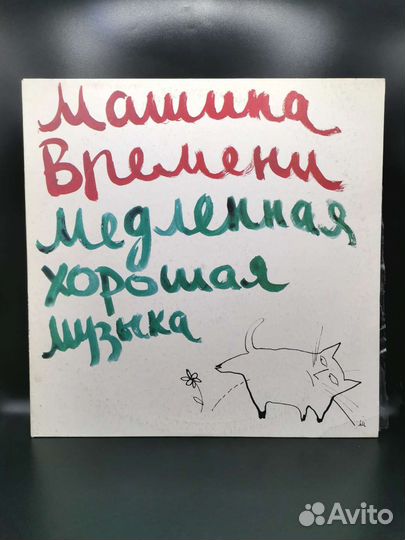 Машина
Времени
Медленная
хорошая
музыка
Avito